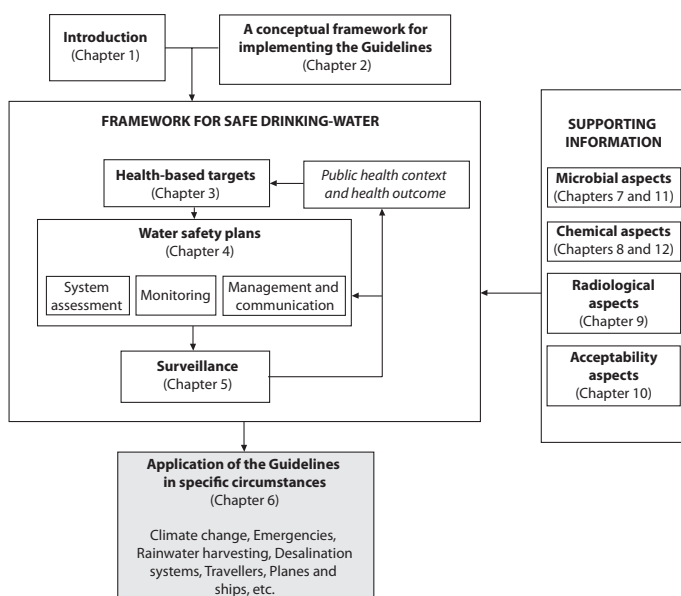 Introduction
(Chapter 1)
A conceptual framework for
implementing the Guidelines
(Chapter 2)
FRAMEWORK FOR SAFE DRINKING-WATER
Health-based targets
(Chapter 3)
Public health context
and health outcome
Water safety plans
(Chapter 4)
System
assessment
Monitoring
Management and
communication
Surveillance
(Chapter 5)
SUPPORTING
INFORMATION
Microbial aspects
(Chapters 7 and 11)
Chemical aspects
(Chapters 8 and 12)
Radiological
aspects
(Chapter 9)
Acceptability
aspects
(Chapter 10)
Application of the Guidelines
in specific circumstances
(Chapter 6)
Climate change, Emergencies,
Rainwater harvesting, Desalination
systems, Travellers, Planes and
ships, etc.